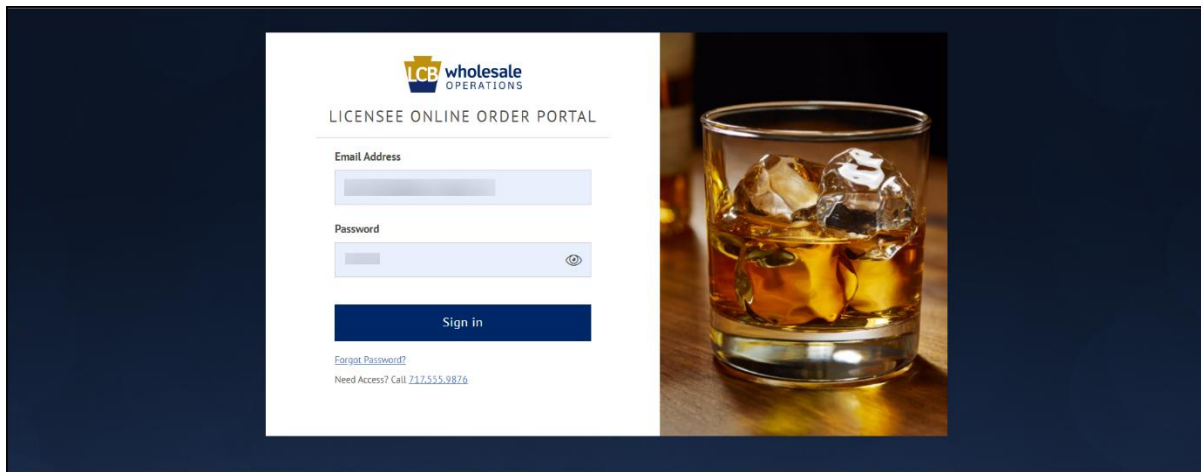 LCB wholesale
OPERATIONS
LICENSEE ONLINE ORDER PORTAL
Email Address
Password
Sign in
Forgot Password?
Need Access? Call 717.555.9876